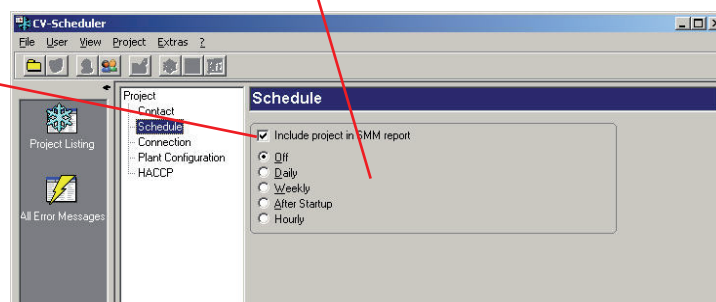 CV-Scheduler
File User View Project Extras ?
Project Listing
All Error Messages
Project
Contact
Schedule
Connection
Plant Configuration
HACCP
Schedule
Include project in SMM report
Off
Daily
Weekly
After Startup
Hourly